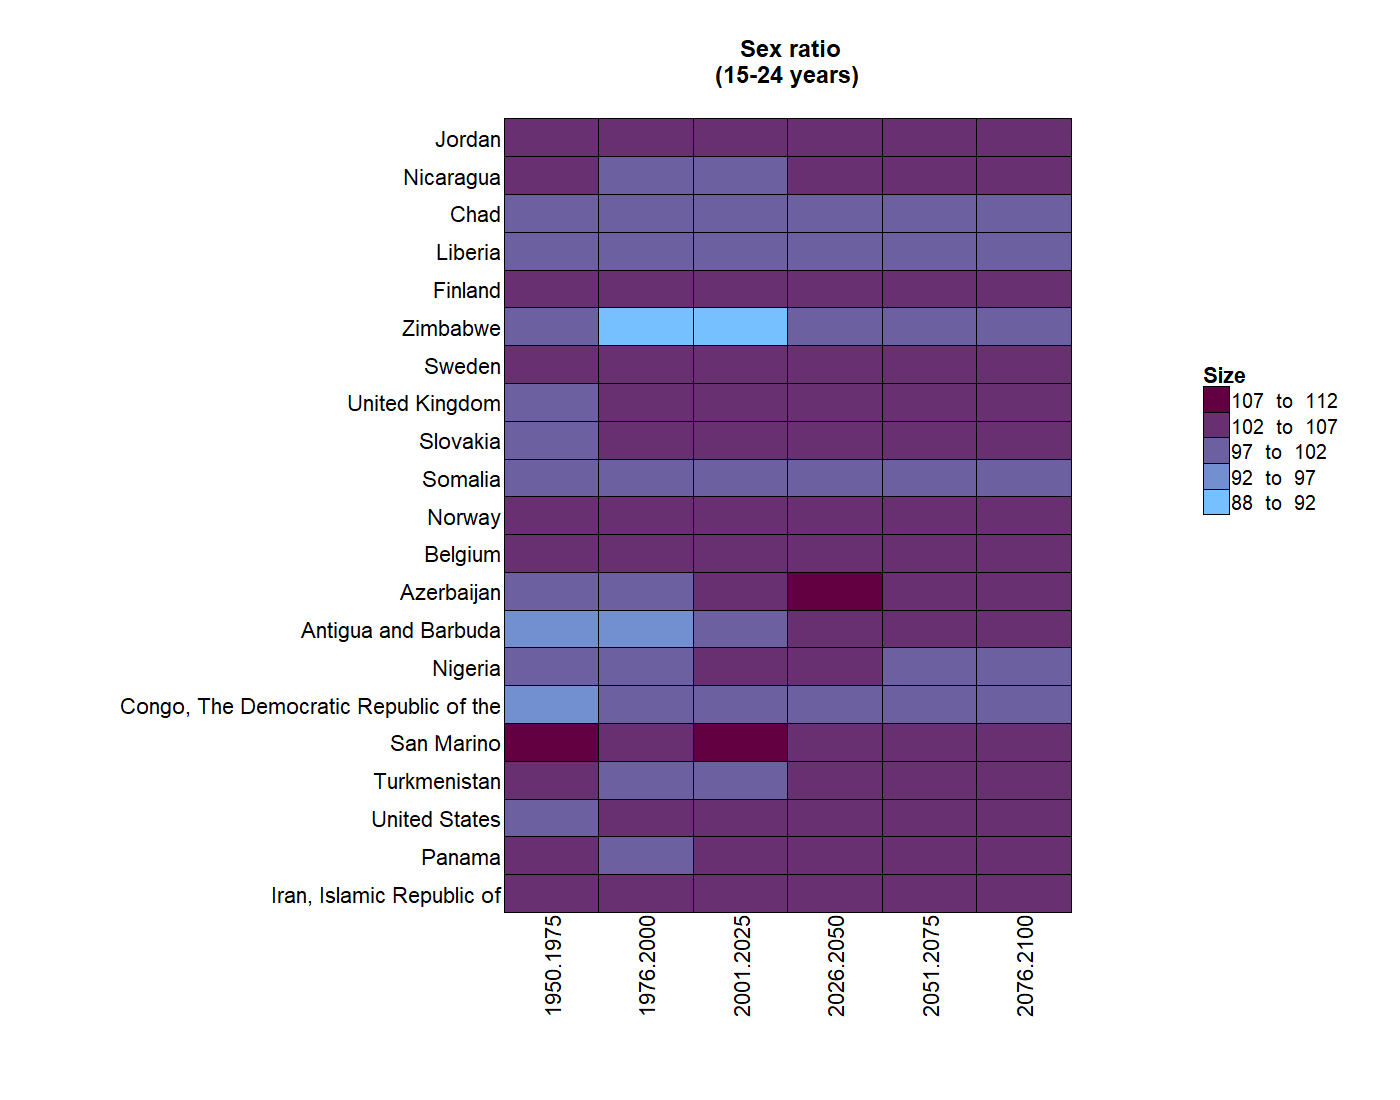 Sex ratio
(15-24 years)
Jordan
Nicaragua
Chad
Liberia
Finland
Zimbabwe
Sweden
United Kingdom
Slovakia
Somalia
Norway
Belgium
Azerbaijan
Antigua and Barbuda
Nigeria
Congo, The Democratic Republic of the
San Marino
Turkmenistan
United States
Panama
Iran, Islamic Republic of
1950.1975
1976.2000
2001.2025
2026.2050
2051.2075
2076.2100
Size
107 to 112
102 to 107
97 to 102
92 to 97
88 to 92